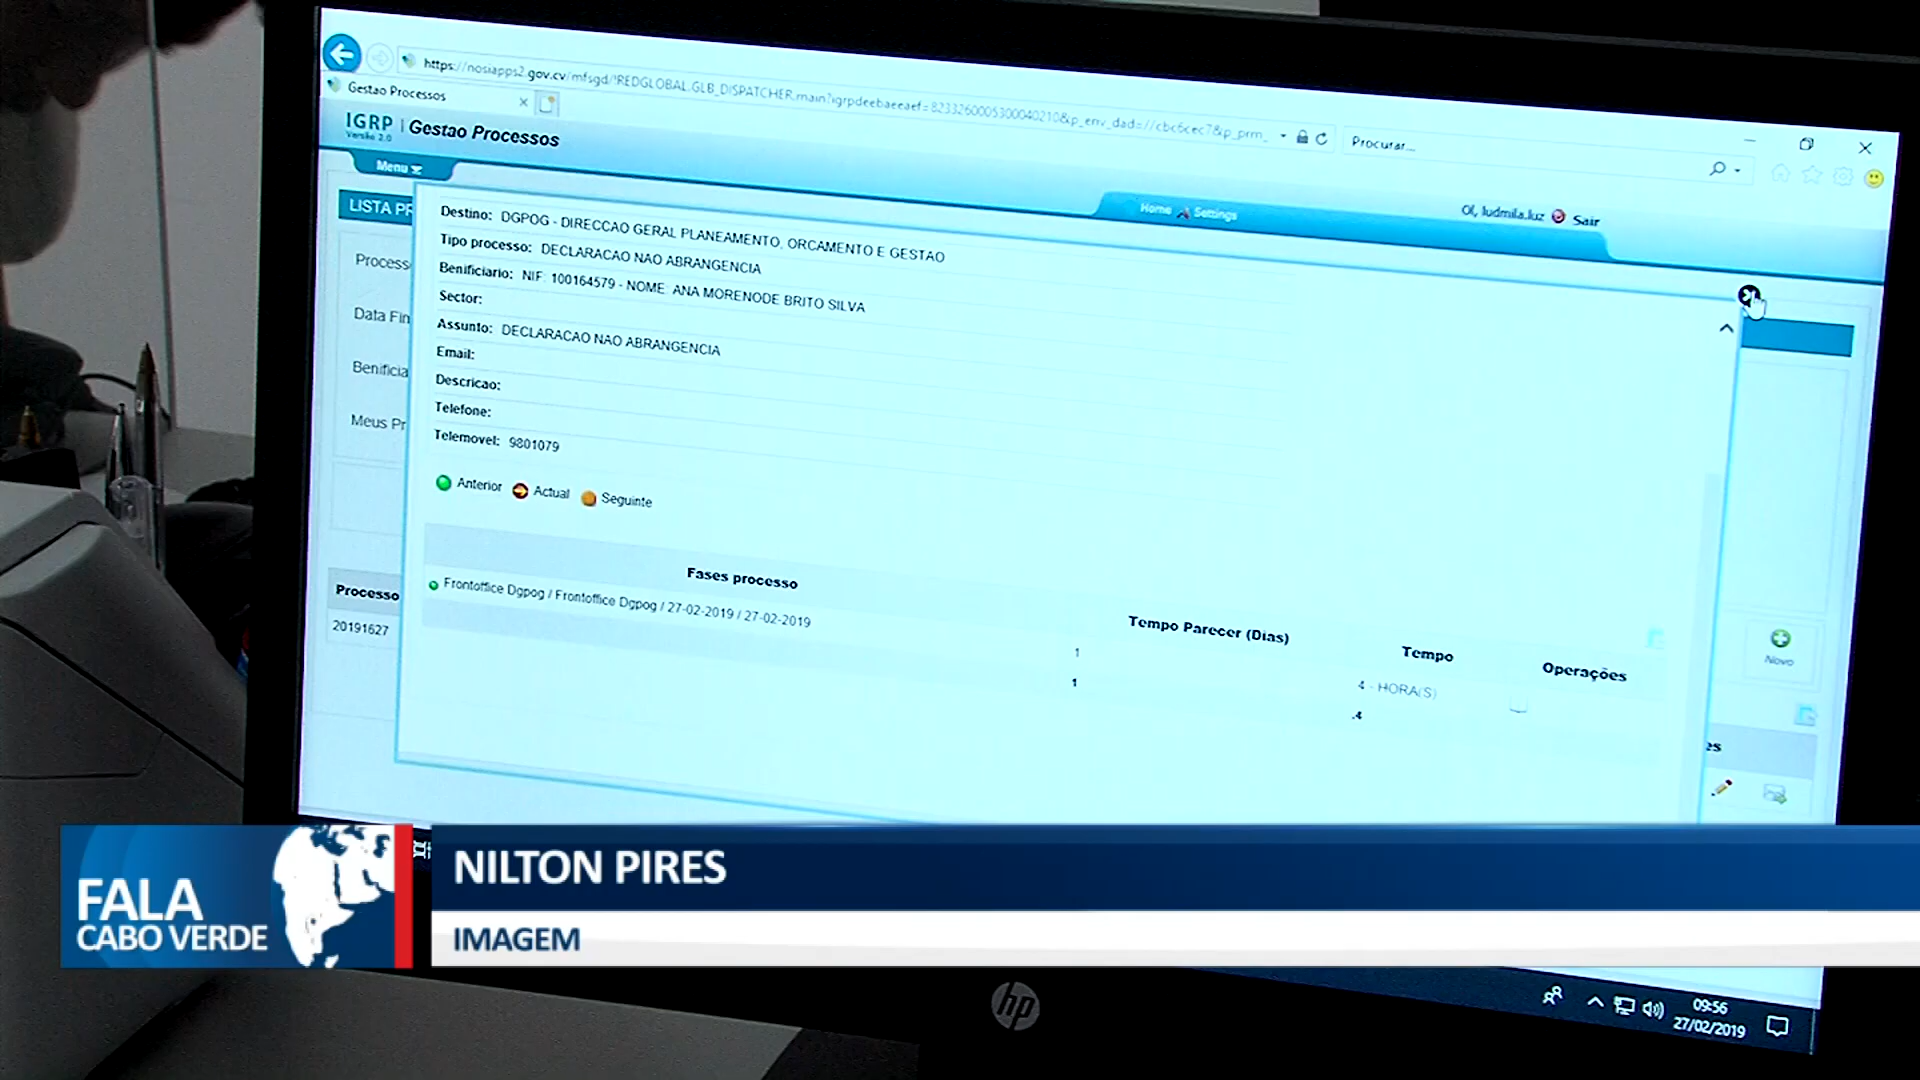 https://nosiapps2.gov.cv/mfsgd/!REDGLOBAL.GLB_DISPATCHER.main?
Procurar...
Gestao Processos
IGRP | Gestao Processos
Versão 2.0
Menu
Home Settings
Ol, ludmila.luz Sair
LISTA PR
Process
Data Fin
Benificia
Meus Pr
Destino: DGPOG - DIRECCAO GERAL PLANEAMENTO, ORCAMENTO E GESTAO
Tipo processo: DECLARACAO NAO ABRANGENCIA
Benificiario: NIF: 100164579 - NOME: ANA MORENODE BRITO SILVA
Sector:
Assunto: DECLARACAO NAO ABRANGENCIA
Email:
Descricao:
Telefone:
Telemovel: 9801079
Anterior Actual Seguinte
Fases processo Tempo Parecer (Dias) Tempo Operações
Frontoffice Dgpog / Frontoffice Dgpog / 27-02-2019 / 27-02-2019 1 4 - HORA(S)
1 .4
Processo
20191627
Novo
es
NILTON PIRES
IMAGEM
FALA
CABO VERDE
hp
09:56
27/02/2019